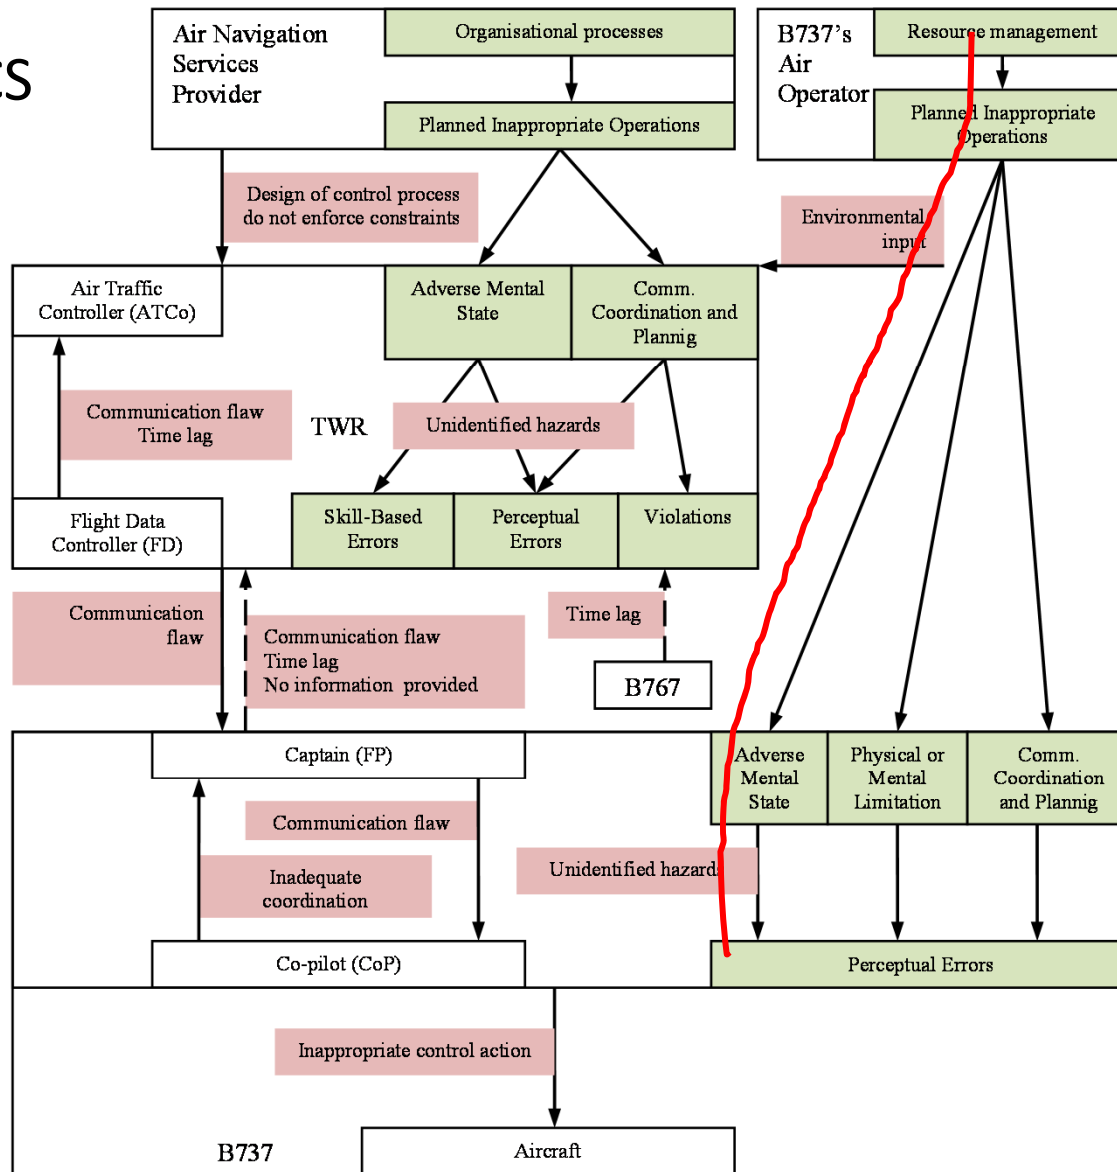 cs
Air Navigation
Services
Provider
Organisational processes
Planned Inappropriate Operations
B737's
Air
Operator
Resource management
Planned Inappropriate
Operations
Design of control process
do not enforce constraints
Environmental
input
Air Traffic
Controller (ATCo)
Adverse Mental
State
Comm.
Coordination and
Plannig
Communication flaw
Time lag
TWR
Unidentified hazards
Flight Data
Controller (FD)
Skill-Based
Errors
Perceptual
Errors
Violations
Communication
flaw
Communication flaw
Time lag
No information provided
Time lag
B767
Captain (FP)
Adverse
Mental
State
Physical or
Mental
Limitation
Comm.
Coordination
and Plannig
Communication flaw
Inadequate
coordination
Unidentified hazards
Co-pilot (CoP)
Perceptual Errors
Inappropriate control action
B737
Aircraft